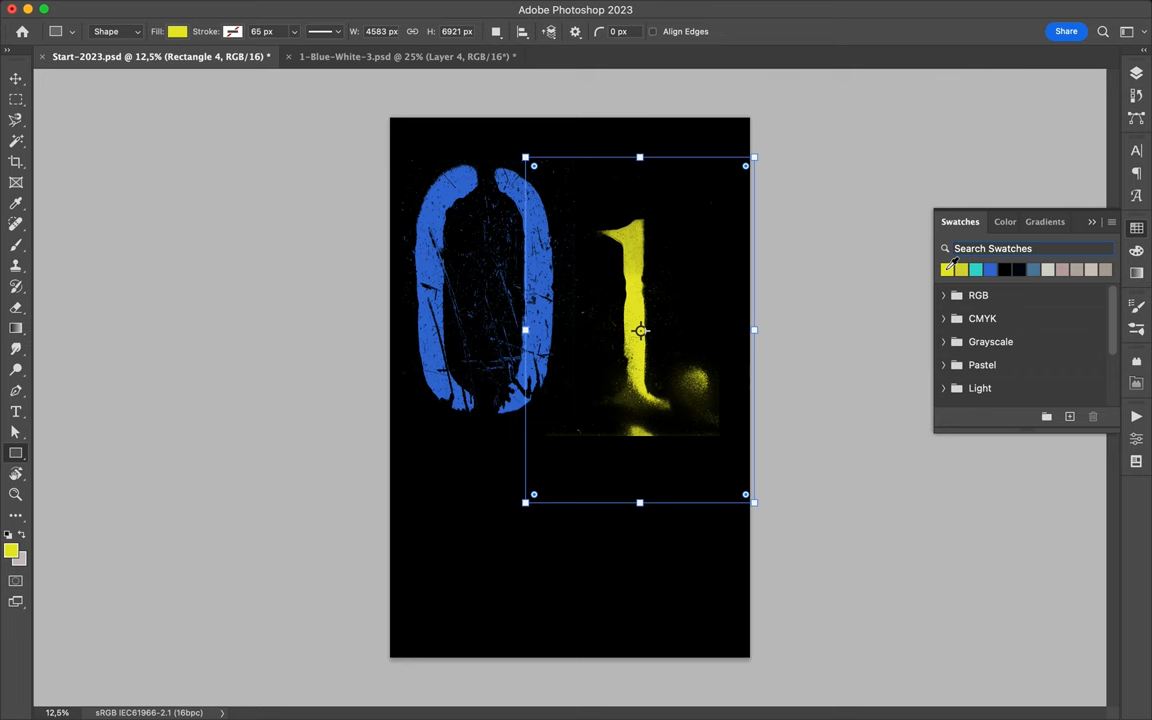 Adobe Photoshop 2023
Shape Fill: Stroke: 65 px W: 4583 px H: 6921 px 0 px Align Edges Share
Start-2023.psd @ 12,5% (Rectangle 4, RGB/16) * 1-Blue-White-3.psd @ 25% (Layer 4, RGB/16*) *
01
Swatches Color Gradients
Search Swatches
RGB
CMYK
Grayscale
Pastel
Light
12,5% sRGB IEC61966-2.1 (16bpc)